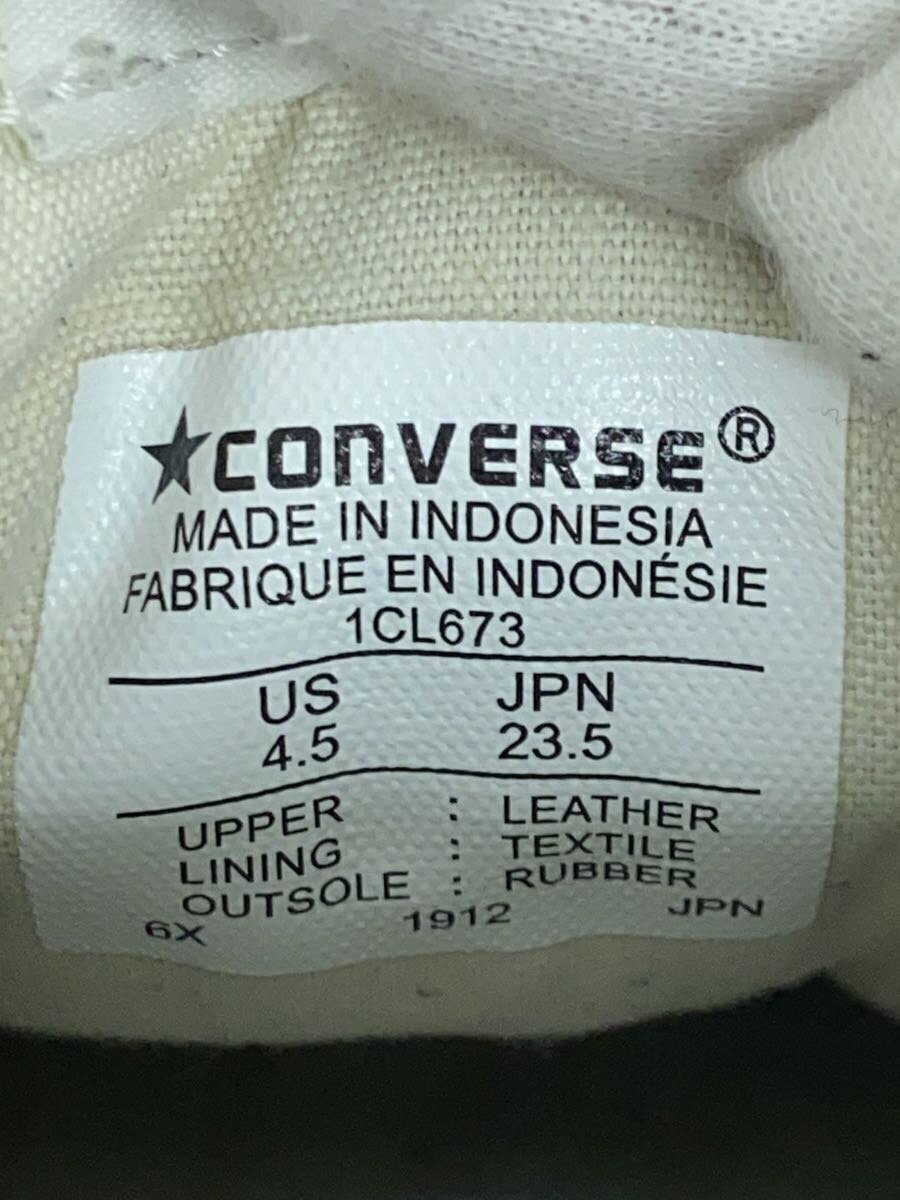 ★CONVERSE®
MADE IN INDONESIA
FABRIQUE EN INDONÉSIE
1CL673
US JPN
4.5 23.5
UPPER : LEATHER
LINING : TEXTILE
OUTSOLE : RUBBER
6X 1912 JPN